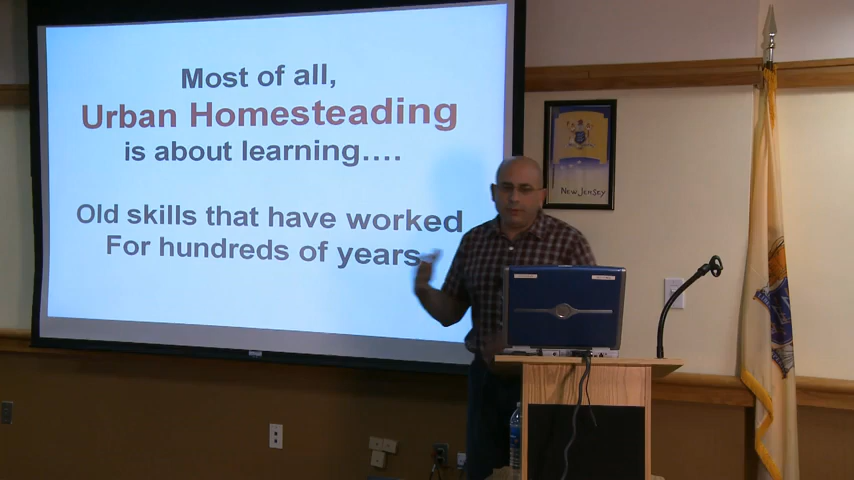 Most of all,
Urban Homesteading
is about learning....
Old skills that have worked
For hundreds of years
New Jersey